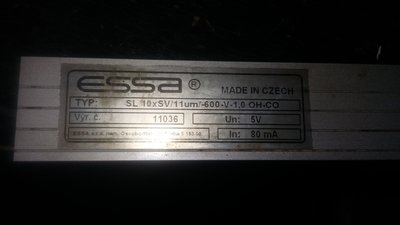 ESSA® MADE IN CZECH
TYP: SL 10xSV/11um/-600-V-1,0 OH-CO
Výr. č. 11036 Un: 5V
In: 80 mA
ESSA